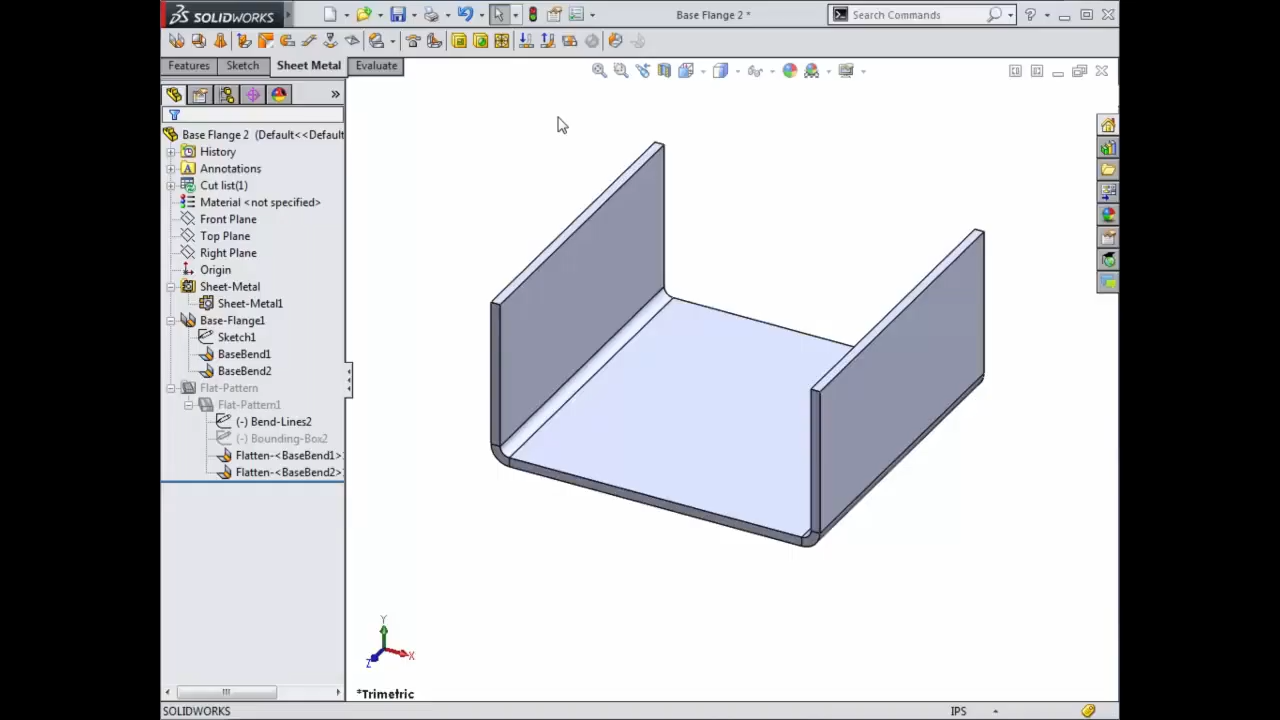 SOLIDWORKS
Base Flange 2 *
Search Commands
Features
Sketch
Sheet Metal
Evaluate
Base Flange 2 (Default<<Default
History
Annotations
Cut list(1)
Material <not specified>
Front Plane
Top Plane
Right Plane
Origin
Sheet-Metal
Sheet-Metal1
Base-Flange1
Sketch1
BaseBend1
BaseBend2
Flat-Pattern
Flat-Pattern1
(-) Bend-Lines2
(-) Bounding-Box2
Flatten-<BaseBend1>
Flatten-<BaseBend2>
Y
X
Z
*Trimetric
SOLIDWORKS
IPS